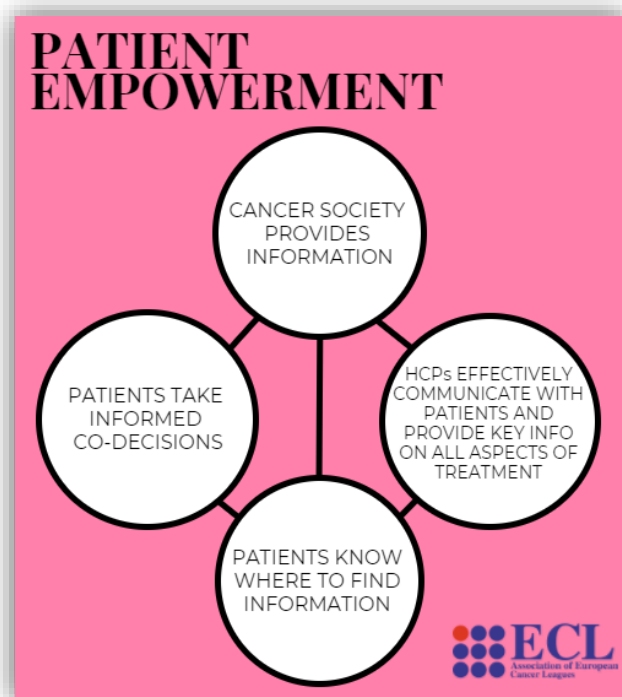 PATIENT
EMPOWERMENT
CANCER SOCIETY
PROVIDES
INFORMATION
PATIENTS TAKE
INFORMED
CO-DECISIONS
HCPs EFFECTIVELY
COMMUNICATE WITH
PATIENTS AND
PROVIDE KEY INFO
ON ALL ASPECTS OF
TREATMENT
PATIENTS KNOW
WHERE TO FIND
INFORMATION
ECL
Association of European
Cancer Leagues